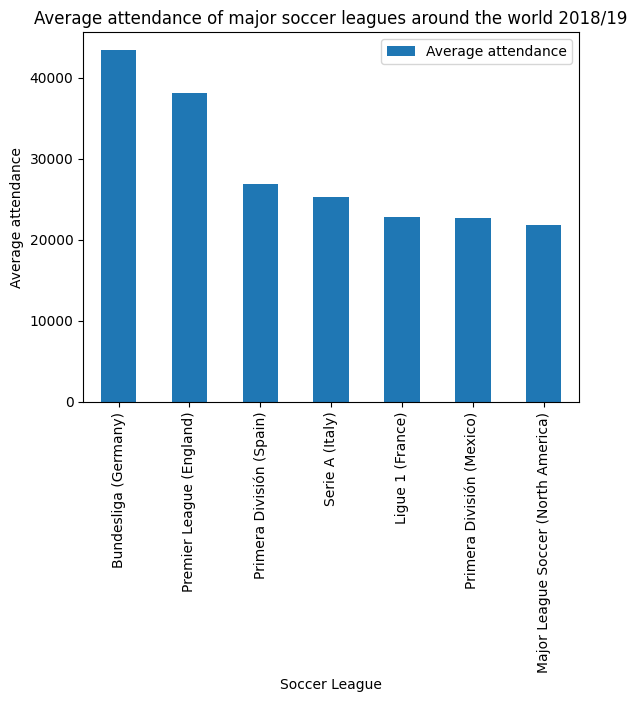 Average attendance of major soccer leagues around the world 2018/19
Average attendance
40000
30000
20000
10000
0
Average attendance
Bundesliga (Germany)
Premier League (England)
Primera División (Spain)
Serie A (Italy)
Ligue 1 (France)
Primera División (Mexico)
Major League Soccer (North America)
Soccer League